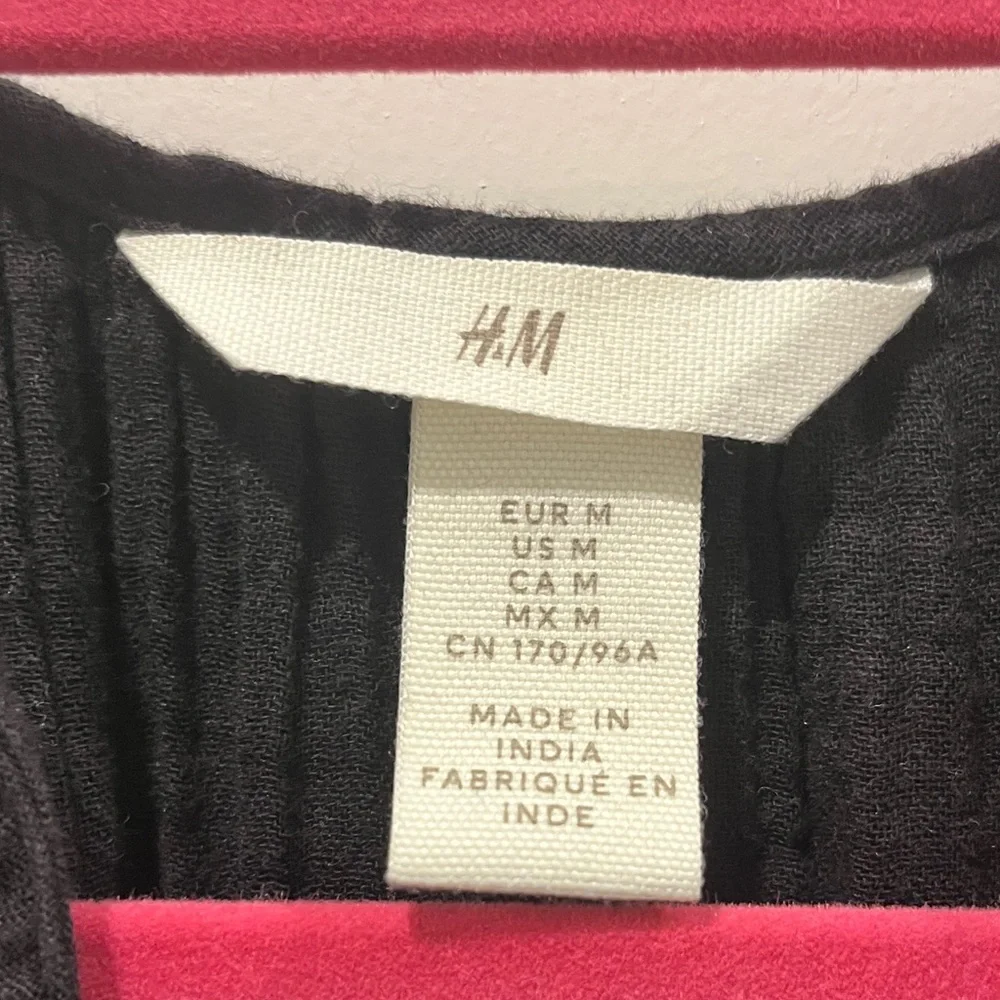 H&M
EUR M
US M
CA M
MX M
CN 170/96A
MADE IN
INDIA
FABRIQUÉ EN
INDE